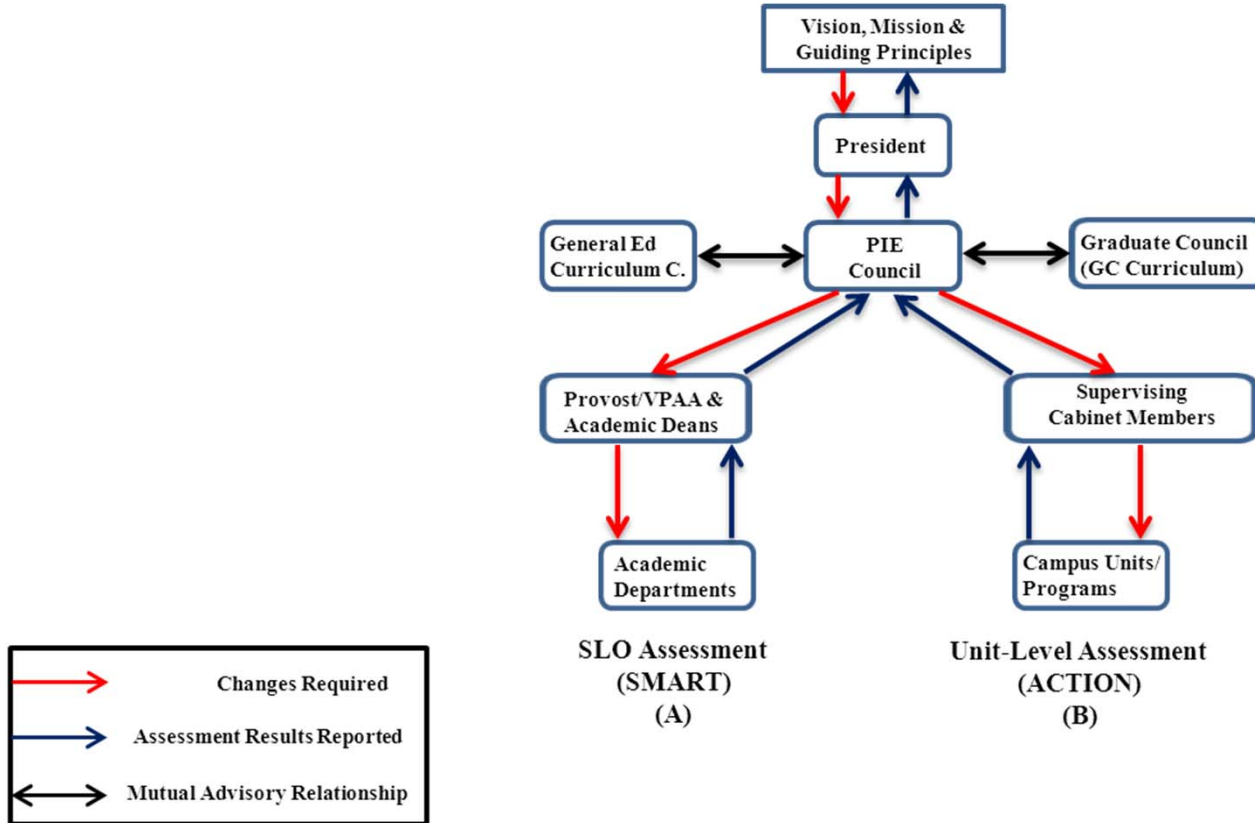 Vision, Mission &
Guiding Principles
President
General Ed
Curriculum C.
PIE
Council
Graduate Council
(GC Curriculum)
Provost/VPAA &
Academic Deans
Supervising
Cabinet Members
Academic
Departments
Campus Units/
Programs
SLO Assessment
(SMART)
(A)
Unit-Level Assessment
(ACTION)
(B)
Changes Required
Assessment Results Reported
Mutual Advisory Relationship